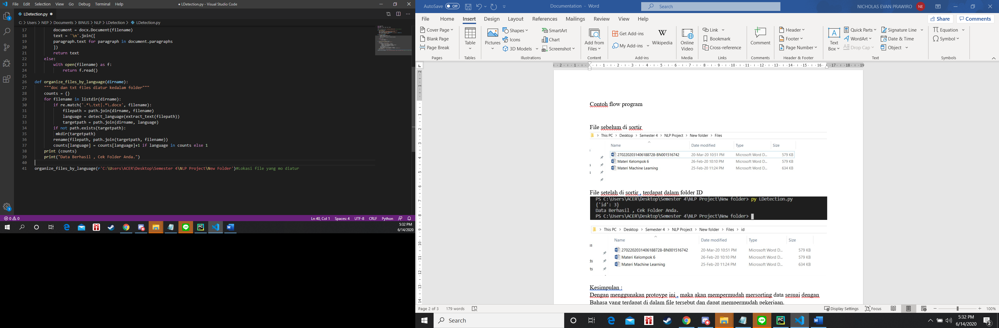 File Edit Selection View Go Debug Terminal Help
● LDetection.py - Visual Studio Code
LDetection.py ●
C: > Users > NEP > Documents > BINUS > NLP > LDetection > LDetection.py
17 document = docx.Document(filename)
18 text = '\n'.join([
19 paragraph.text for paragraph in document.paragraphs
20 ])
21 return text
22 else:
23 with open(filename) as f:
24 return f.read()
25
26 def organize_files_by_language(dirname):
27 """doc dan txt files diatur kedalam folder"""
28 counts = {}
29 for filename in listdir(dirname):
30 if re.match('.*\.txt|.*\.docx', filename):
31 filepath = path.join(dirname, filename)
32 language = detect_language(extract_text(filepath))
33 targetpath = path.join(dirname, language)
34 if not path.exists(targetpath):
35 mkdir(targetpath)
36 rename(filepath, path.join(targetpath, filename))
37 counts[language] = counts[language]+1 if language in counts else 1
38 print (counts)
39 print("Data Berhasil , Cek Folder Anda.")
40
41 organize_files_by_language(r'C:\Users\ACER\Desktop\Semester 4\NLP Project\New Folder')#Lokasi file yang mo diatur
0 0
Ln 40, Col 1 Spaces: 4 UTF-8 CRLF Python
5:32 PM
6/14/2020
AutoSave Off
Documentation - Word
Search
NICHOLAS EVAN PRAWIRO NE
File Home Insert Design Layout References Mailings Review View Help
Share Comments
Cover Page
Blank Page
Page Break
Pages
Table
Tables
Pictures
Shapes
Icons
3D Models
SmartArt
Chart
Screenshot
Illustrations
Add from
Files
Content
Get Add-ins
My Add-ins
Wikipedia
Add-ins
Online
Video
Media
Link
Bookmark
Cross-reference
Links
Comment
Comments
Header
Footer
Page Number
Header & Footer
Text
Box
Quick Parts
WordArt
Drop Cap
Signature Line
Date & Time
Object
Text
Equation
Symbol
Symbols
Contoh flow program
File sebelum di sortir
> This PC > Desktop > Semester 4 > NLP Project > New folder > Files
Name Date modified Type Size
2702202031406188728-BN001516742 20-Mar-20 10:51 PM Microsoft Word D... 579 KB
Materi Kelompok 6 26-Feb-20 10:10 PM Microsoft Word D... 579 KB
Materi Machine Learning 25-Feb-20 11:24 PM Microsoft Word D... 634 KB
File setelah di sortir , terdapat dalam folder ID
PS C:\Users\ACER\Desktop\Semester 4\NLP Project\New folder> py LDetection.py
{'id': 3}
Data Berhasil , Cek Folder Anda.
PS C:\Users\ACER\Desktop\Semester 4\NLP Project\New folder>
> This PC > Desktop > Semester 4 > NLP Project > New folder > Files > id
Name Date modified Type Size
2702202031406188728-BN001516742 20-Mar-20 10:51 PM Microsoft Word D... 579 KB
Materi Kelompok 6 26-Feb-20 10:10 PM Microsoft Word D... 579 KB
Materi Machine Learning 25-Feb-20 11:24 PM Microsoft Word D... 634 KB
Kesimpulan :
Dengan menggunakan protoype ini , maka akan mempermudah mersorting data sesuai dengan
Bahasa yang terdapat di dalam file tersebut dan dapat mempermudah pekerjaan.
Page 2 of 3 179 words
Display Settings Focus 100%
Search
5:32 PM
6/14/2020
2